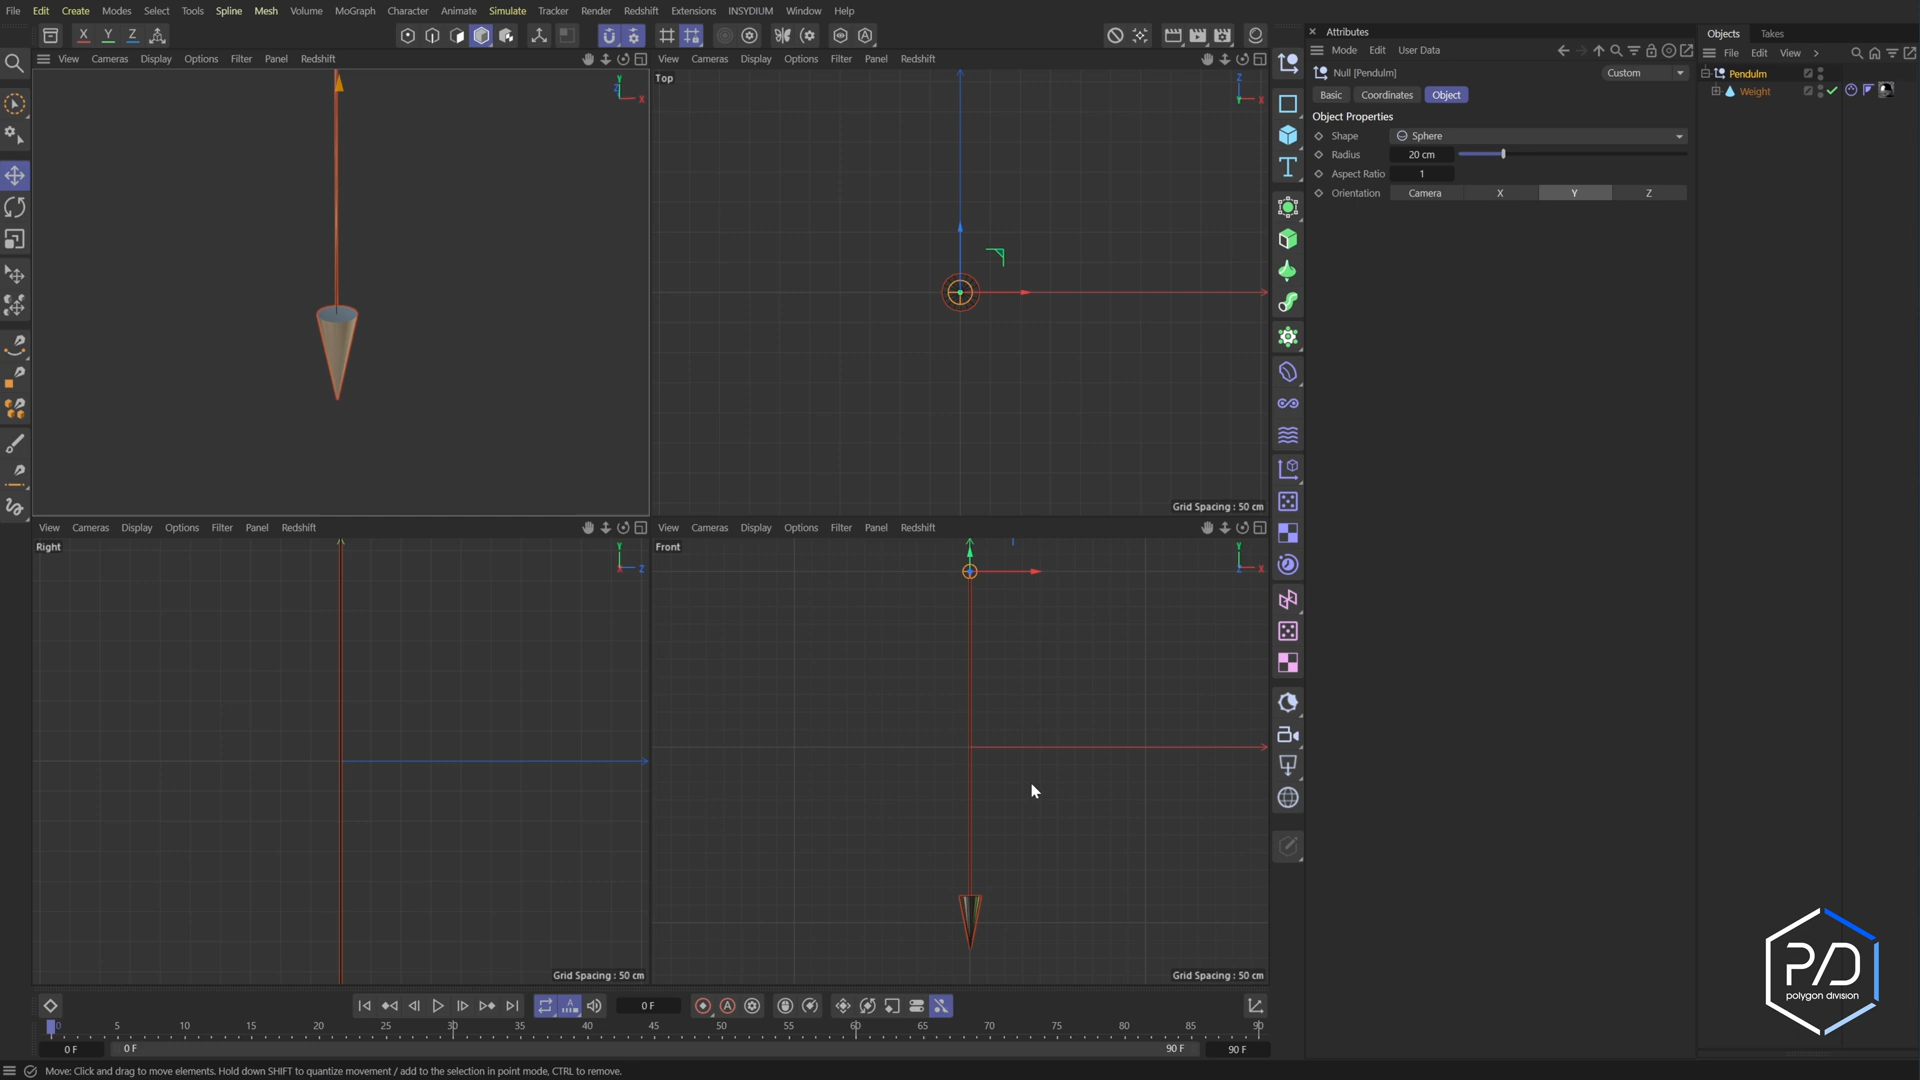 File Edit Create Modes Select Tools Spline Mesh Volume MoGraph Character Animate Simulate Tracker Render Redshift Extensions INSYDIUM Window Help
X Y Z
View Cameras Display Options Filter Panel Redshift
View Cameras Display Options Filter Panel Redshift
Top
Y Z X
Z Y X
Grid Spacing : 50 cm
View Cameras Display Options Filter Panel Redshift
View Cameras Display Options Filter Panel Redshift
Right
Front
Y X Z
Y Z X
Grid Spacing : 50 cm
Grid Spacing : 50 cm
Attributes
Mode Edit User Data
Null [Pendulm]
Custom
Basic Coordinates Object
Object Properties
Shape Sphere
Radius 20 cm
Aspect Ratio 1
Orientation Camera X Y Z
Objects Takes
File Edit View
Pendulm
Weight
0 F
0 5 10 15 20 25 30 35 40 45 50 55 60 65 70 75 80 85 90
0 F 0 F 90 F 90 F
Move: Click and drag to move elements. Hold down SHIFT to quantize movement / add to the selection in point mode, CTRL to remove.
PD
polygon division